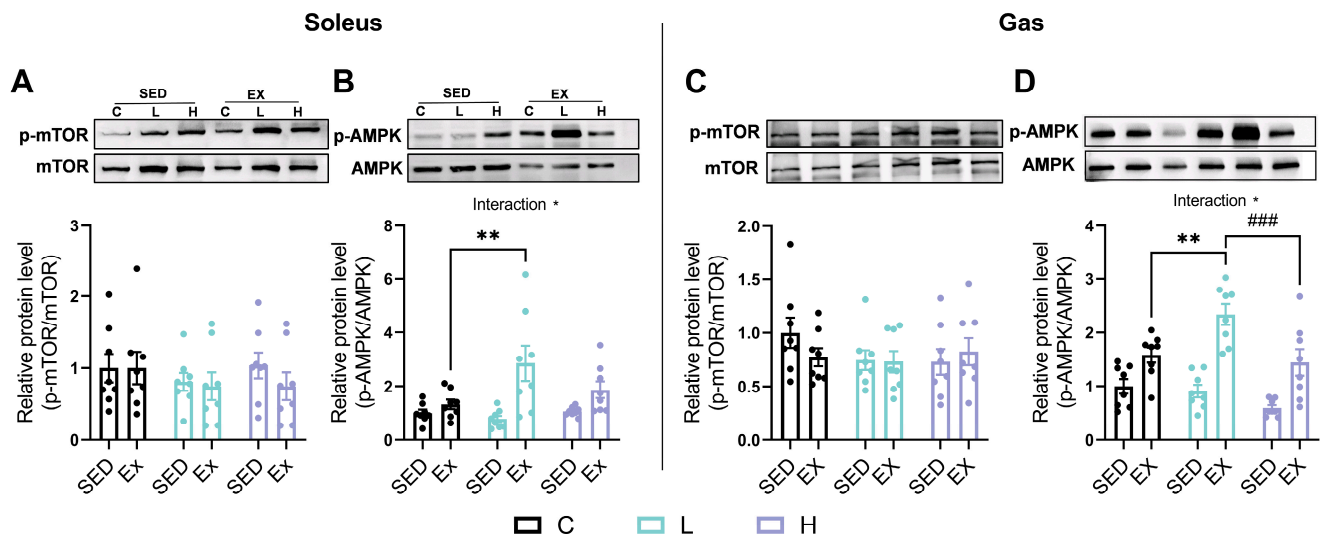 Soleus
Gas
A
SED
EX
C L H C L H
p-mTOR
mTOR
3
2
1
0
Relative protein level
(p-mTOR/mTOR)
SED Ex SED Ex SED Ex
B
SED
EX
C L H C L H
p-AMPK
AMPK
Interaction *
**
8
6
4
2
0
Relative protein level
(p-AMPK/AMPK)
SED Ex SED Ex SED Ex
C
p-mTOR
mTOR
2.0
1.5
1.0
0.5
0.0
Relative protein level
(p-mTOR/mTOR)
SED EX SED EX SED EX
D
p-AMPK
AMPK
Interaction *
###
**
4
3
2
1
0
Relative protein level
(p-AMPK/AMPK)
SED EX SED EX SED EX
C L H